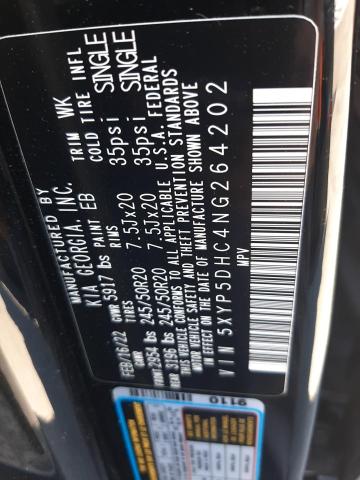 MANUFACTURED BY
KIA GEORGIA, INC.
FEB/16/22 GVWR 5917 lbs PAINT EB TRIM WK
GAWR TIRES RIMS COLD TIRE INFL
FRT 2954 lbs 245/50R20 7.5Jx20 35psi SINGLE
RR 3196 lbs 245/50R20 7.5Jx20 35psi SINGLE
THIS VEHICLE CONFORMS TO ALL APPLICABLE U.S.A. FEDERAL
MOTOR VEHICLE SAFETY AND THEFT PREVENTION
STANDARDS IN EFFECT ON THE DATE OF MANUFACTURE SHOWN ABOVE
VIN 5XYP5DHC4NG264202
MPV
9110